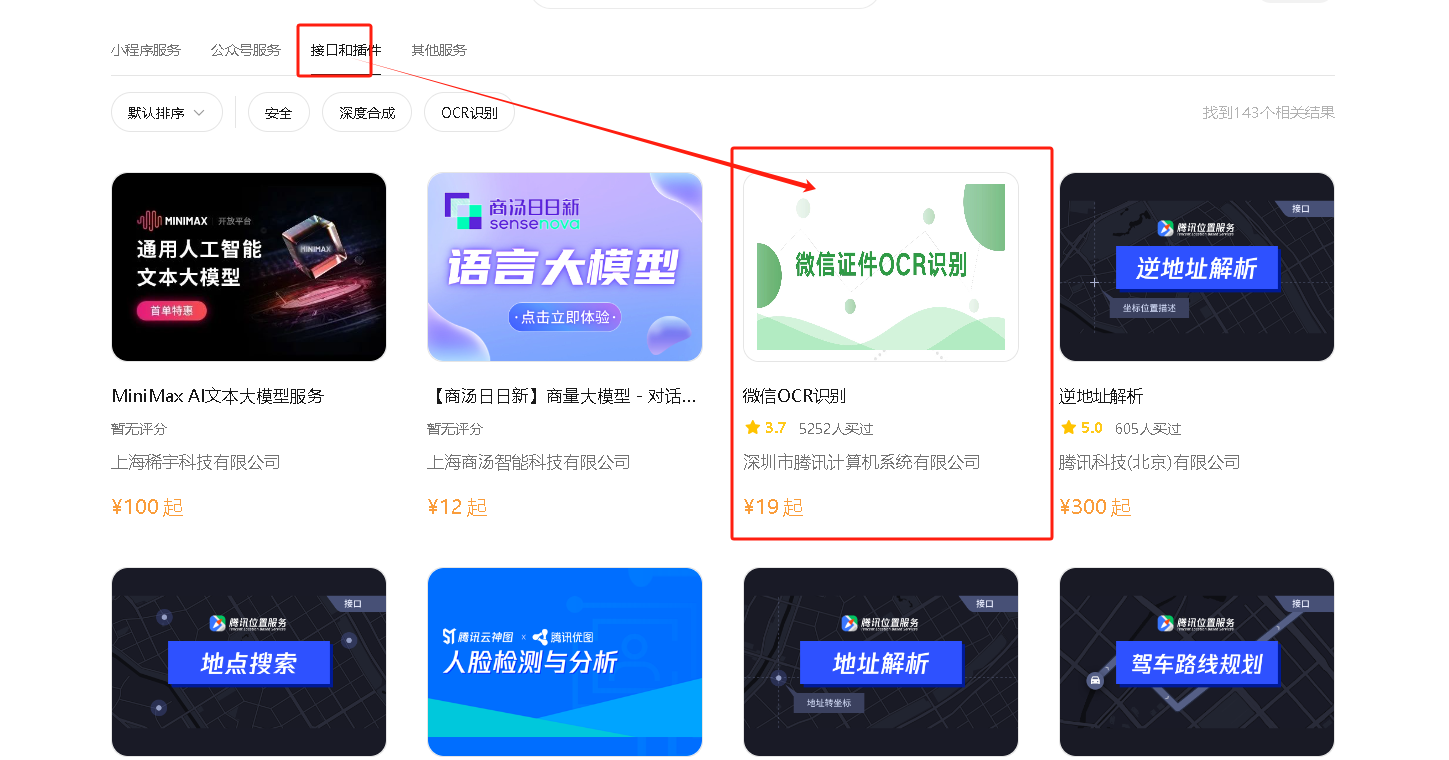 小程序服务 公众号服务 接口和插件 其他服务
默认排序 安全 深度合成 OCR识别 找到143个相关结果
MINIMAX 开放平台
通用人工智能
文本大模型
首单特惠
MINIMAX
商汤日日新
sensenova
语言大模型
·点击立即体验·
微信证件OCR识别
接口
腾讯位置服务
逆地址解析
坐标位置描述
MiniMax AI文本大模型服务
暂无评分
上海稀宇科技有限公司
¥100 起
【商汤日日新】商量大模型 - 对话...
暂无评分
上海商汤智能科技有限公司
¥12 起
微信OCR识别
3.7 5252人买过
深圳市腾讯计算机系统有限公司
¥19 起
逆地址解析
5.0 605人买过
腾讯科技(北京)有限公司
¥300 起
接口
腾讯位置服务
地点搜索
腾讯云神图 x 腾讯优图
人脸检测与分析
接口
腾讯位置服务
地址解析
地址转坐标
接口
腾讯位置服务
驾车路线规划